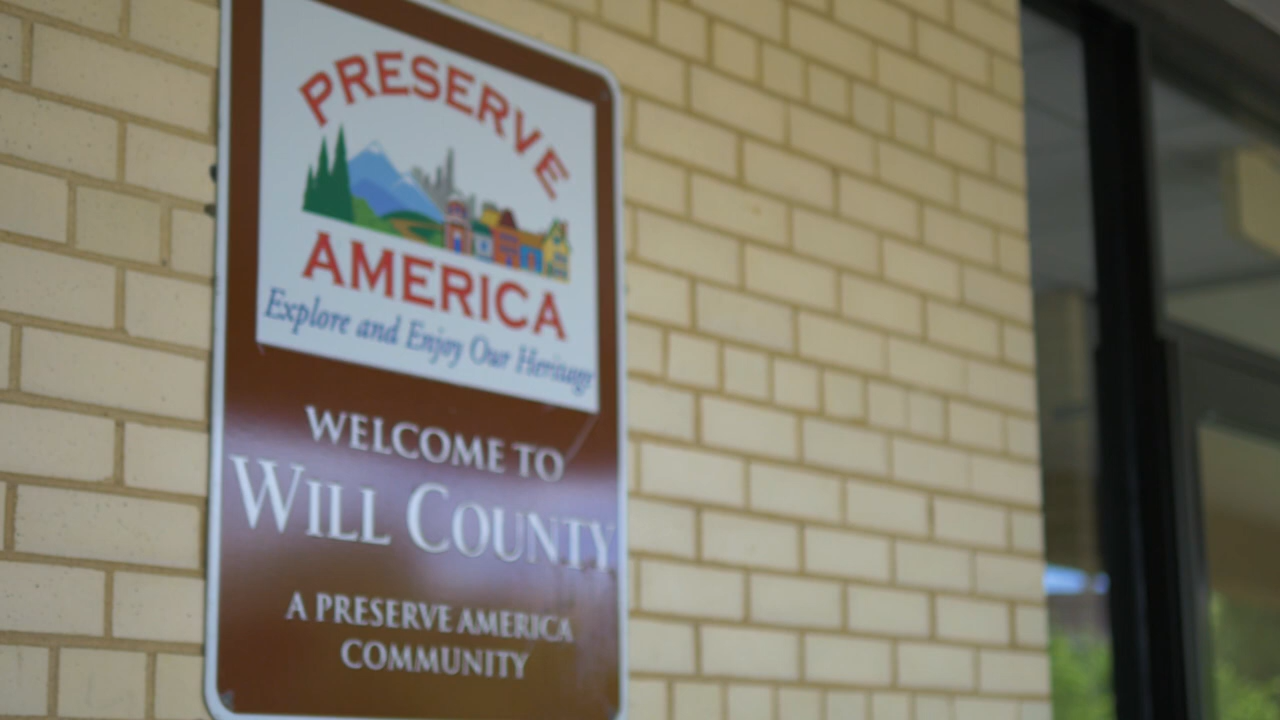 PRESERVE
AMERICA
Explore and Enjoy Our Heritage
WELCOME TO
WILL COUNTY
A PRESERVE AMERICA
COMMUNITY